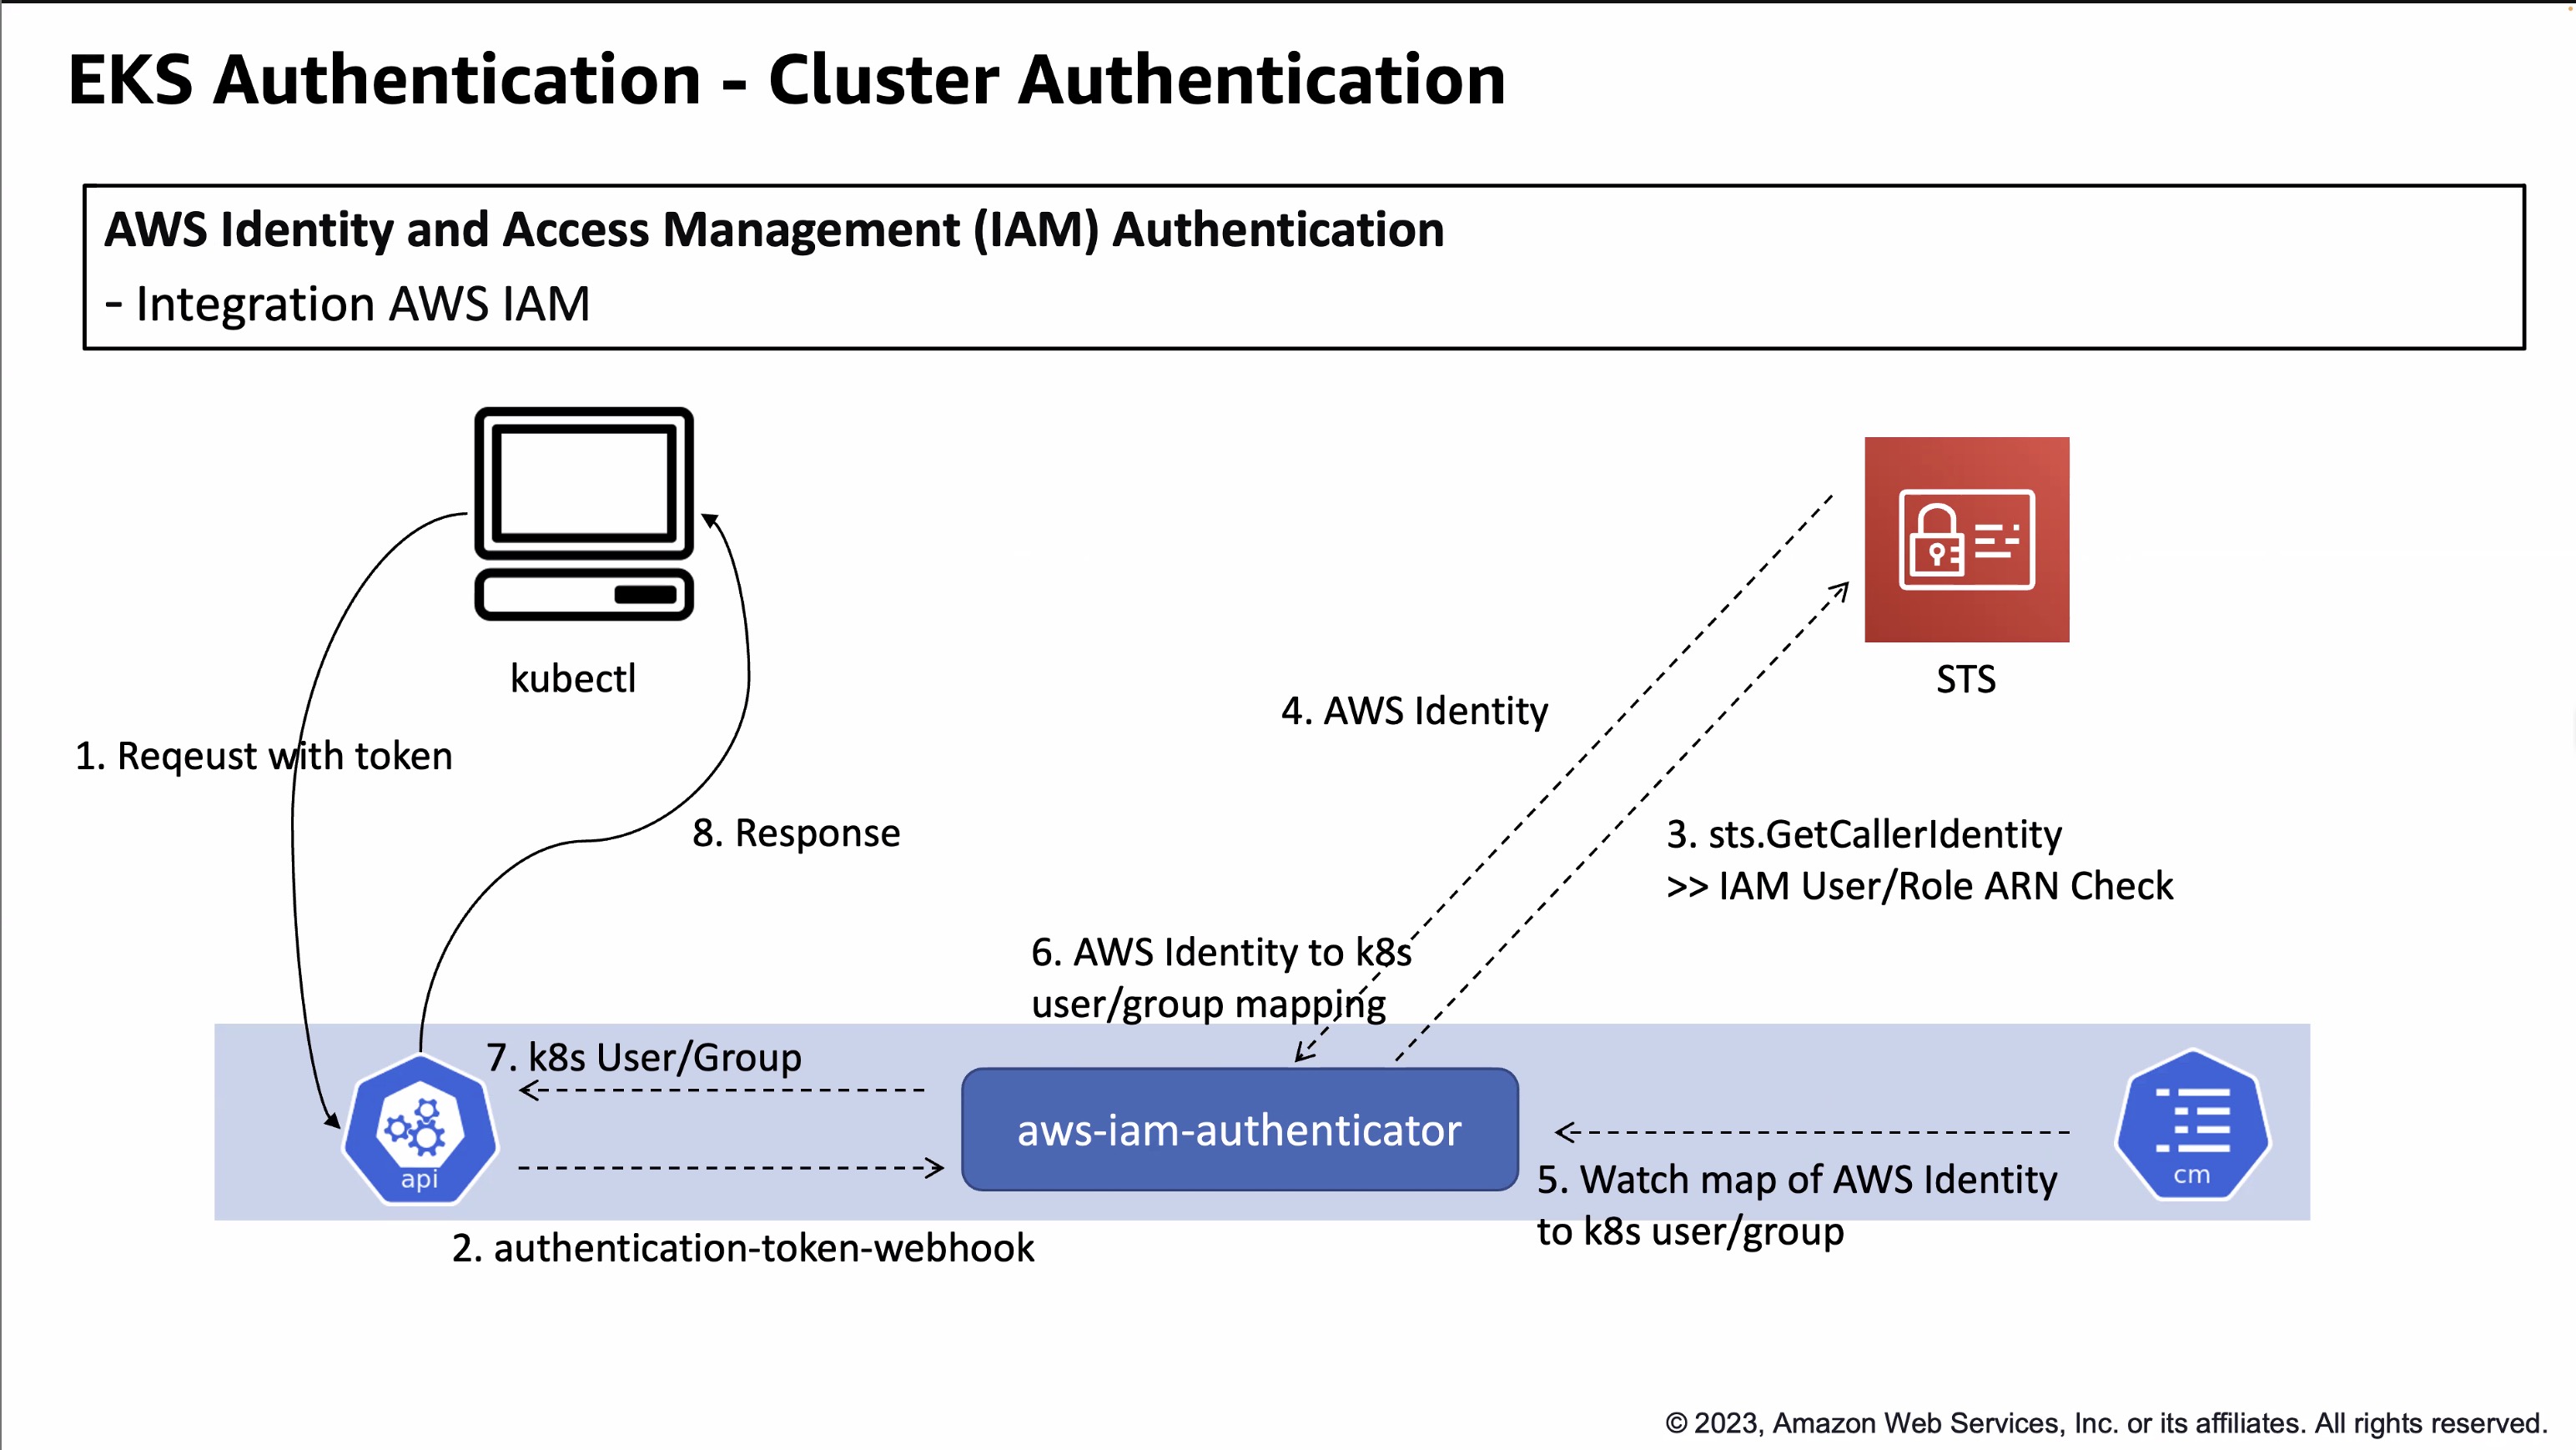 EKS Authentication - Cluster Authentication
AWS Identity and Access Management (IAM) Authentication
- Integration AWS IAM
kubectl
STS
1. Reqeust with token
8. Response
4. AWS Identity
3. sts.GetCallerIdentity
>> IAM User/Role ARN Check
6. AWS Identity to k8s
user/group mapping
7. k8s User/Group
api
aws-iam-authenticator
cm
2. authentication-token-webhook
5. Watch map of AWS Identity
to k8s user/group
© 2023, Amazon Web Services, Inc. or its affiliates. All rights reserved.